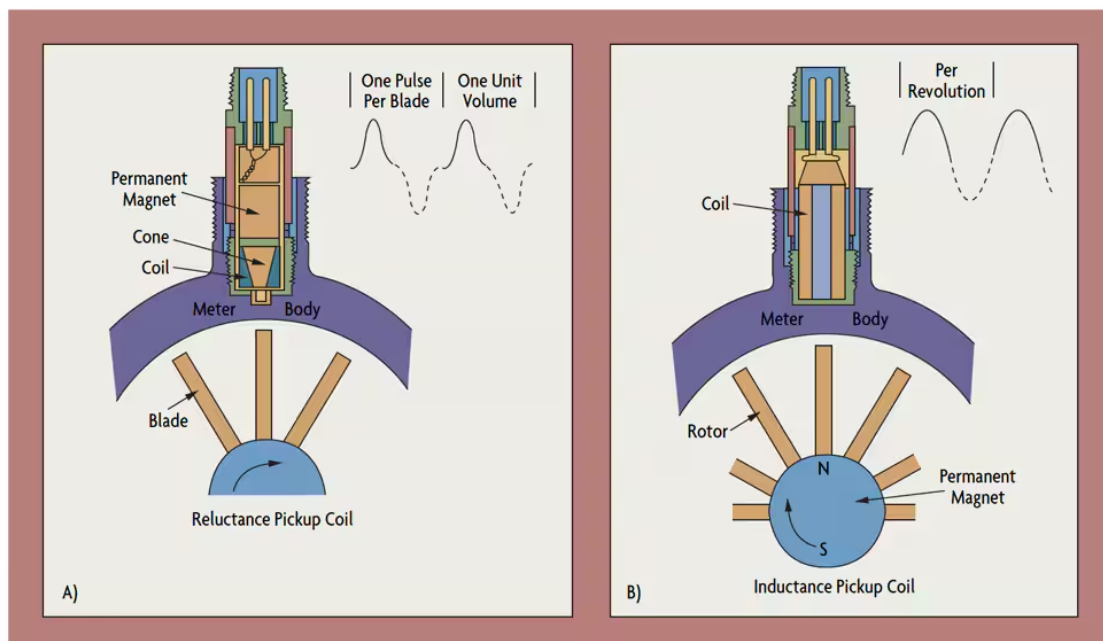 One Pulse
Per Blade
One Unit
Volume
Permanent
Magnet
Cone
Coil
Meter Body
Blade
Reluctance Pickup Coil
A)
Per
Revolution
Coil
Meter Body
Rotor
N
Permanent
Magnet
S
Inductance Pickup Coil
B)